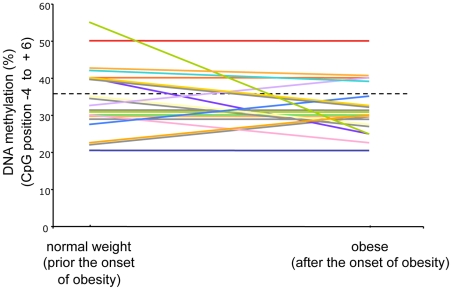 DNA methylation (%)
(CpG position -4 to + 6)
60
50
40
30
20
10
0
normal weight
(prior the onset
of obesity)
obese
(after the onset of obesity)